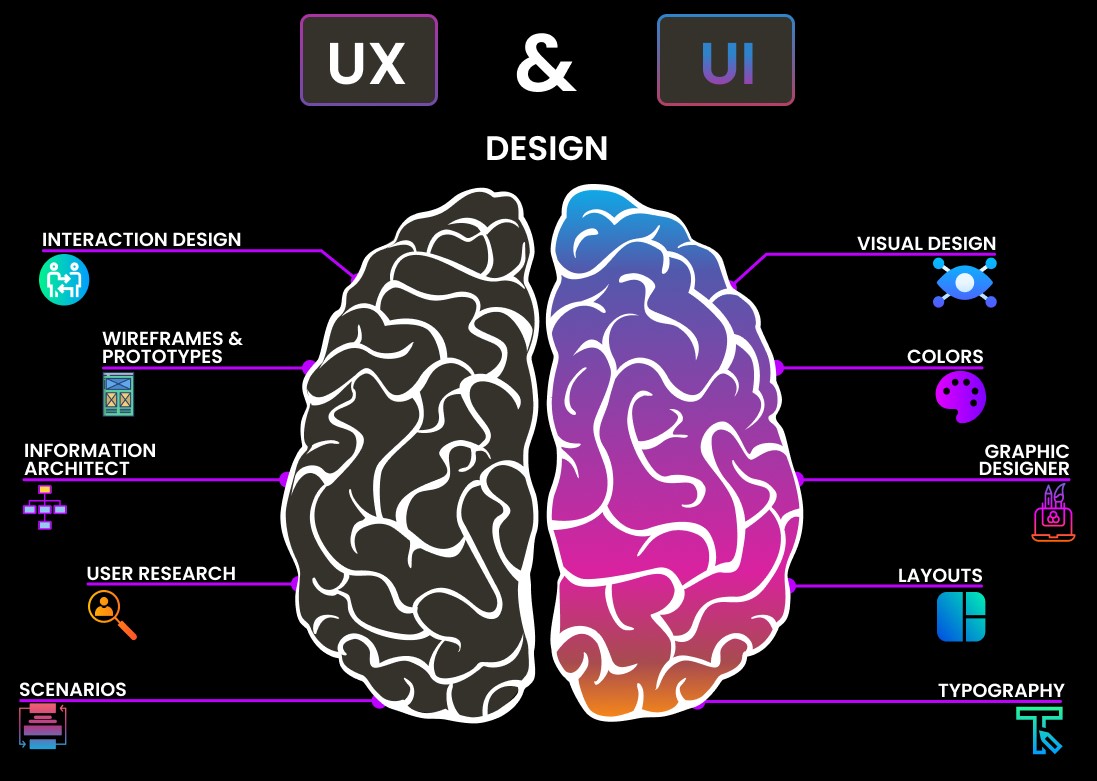 UX & UI
DESIGN
INTERACTION DESIGN
WIREFRAMES &
PROTOTYPES
INFORMATION
ARCHITECT
USER RESEARCH
SCENARIOS
VISUAL DESIGN
COLORS
GRAPHIC
DESIGNER
LAYOUTS
TYPOGRAPHY